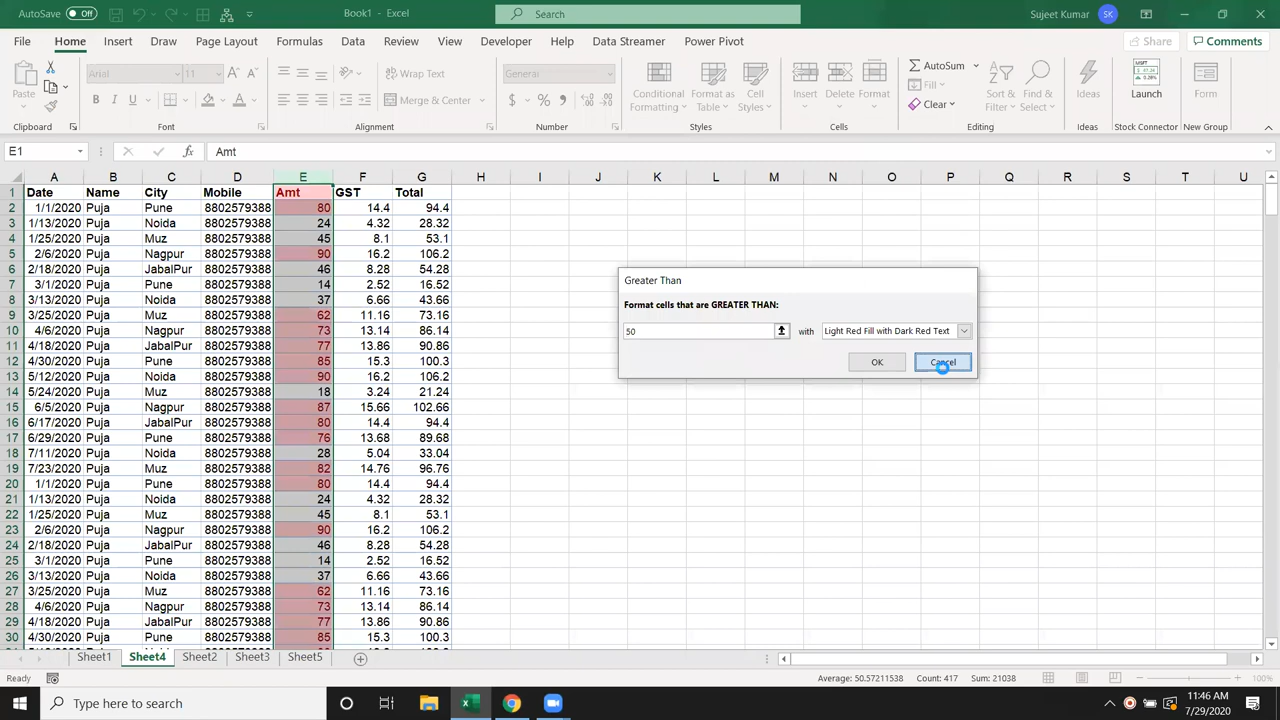 AutoSave Off Book1 - Excel Search Sujeet Kumar SK
File Home Insert Draw Page Layout Formulas Data Review View Developer Help Data Streamer Power Pivot Share Comments
Paste Arial 11 Wrap Text General Conditional Formatting Format as Table Cell Styles Insert Delete Format AutoSum Fill Clear Sort & Filter Find & Select Ideas Launch Form
B I U Merge & Center $ % ,
Clipboard Font Alignment Number Styles Cells Editing Ideas Stock Connector New Group
E1 fx Amt
A B C D E F G H I J K L M N O P Q R S T U
1 Date Name City Mobile Amt GST Total
2 1/1/2020 Puja Pune 8802579388 80 14.4 94.4
3 1/13/2020 Puja Noida 8802579388 24 4.32 28.32
4 1/25/2020 Puja Muz 8802579388 45 8.1 53.1
5 2/6/2020 Puja Nagpur 8802579388 90 16.2 106.2
6 2/18/2020 Puja JabalPur 8802579388 46 8.28 54.28
7 3/1/2020 Puja Pune 8802579388 14 2.52 16.52
8 3/13/2020 Puja Noida 8802579388 37 6.66 43.66
9 3/25/2020 Puja Muz 8802579388 62 11.16 73.16
10 4/6/2020 Puja Nagpur 8802579388 73 13.14 86.14
11 4/18/2020 Puja JabalPur 8802579388 77 13.86 90.86
12 4/30/2020 Puja Pune 8802579388 85 15.3 100.3
13 5/12/2020 Puja Noida 8802579388 90 16.2 106.2
14 5/24/2020 Puja Muz 8802579388 18 3.24 21.24
15 6/5/2020 Puja Nagpur 8802579388 87 15.66 102.66
16 6/17/2020 Puja JabalPur 8802579388 80 14.4 94.4
17 6/29/2020 Puja Pune 8802579388 76 13.68 89.68
18 7/11/2020 Puja Noida 8802579388 28 5.04 33.04
19 7/23/2020 Puja Muz 8802579388 82 14.76 96.76
20 1/1/2020 Puja Pune 8802579388 80 14.4 94.4
21 1/13/2020 Puja Noida 8802579388 24 4.32 28.32
22 1/25/2020 Puja Muz 8802579388 45 8.1 53.1
23 2/6/2020 Puja Nagpur 8802579388 90 16.2 106.2
24 2/18/2020 Puja JabalPur 8802579388 46 8.28 54.28
25 3/1/2020 Puja Pune 8802579388 14 2.52 16.52
26 3/13/2020 Puja Noida 8802579388 37 6.66 43.66
27 3/25/2020 Puja Muz 8802579388 62 11.16 73.16
28 4/6/2020 Puja Nagpur 8802579388 73 13.14 86.14
29 4/18/2020 Puja JabalPur 8802579388 77 13.86 90.86
30 4/30/2020 Puja Pune 8802579388 85 15.3 100.3
Greater Than
Format cells that are GREATER THAN:
50 with Light Red Fill with Dark Red Text
OK Cancel
Sheet1 Sheet4 Sheet2 Sheet3 Sheet5
Ready Average: 50.57211538 Count: 417 Sum: 21038 100%
Type here to search 11:46 AM
7/29/2020